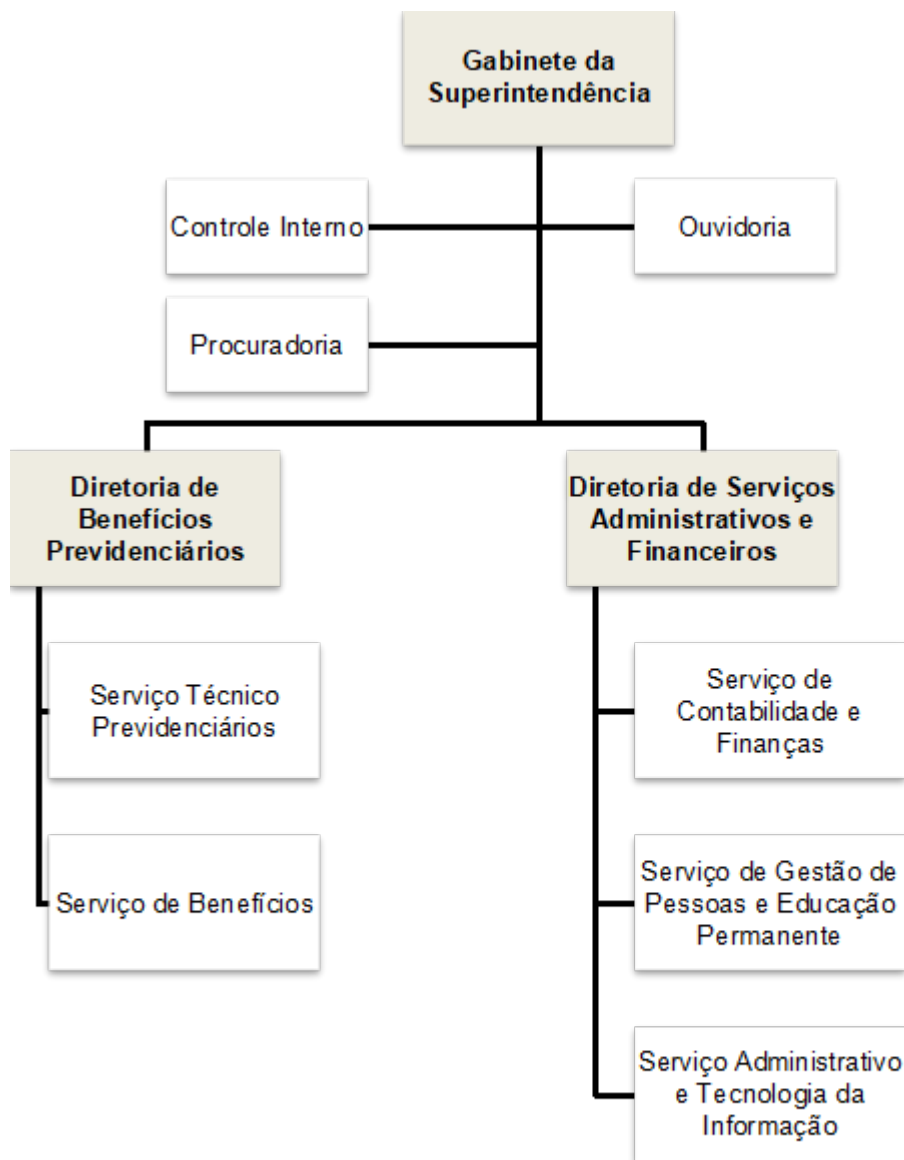 Gabinete da
Superintendência
Controle Interno
Ouvidoria
Procuradoria
Diretoria de
Benefícios
Previdenciários
Diretoria de Serviços
Administrativos e
Financeiros
Serviço Técnico
Previdenciários
Serviço de Benefícios
Serviço de
Contabilidade e
Finanças
Serviço de Gestão de
Pessoas e Educação
Permanente
Serviço Administrativo
e Tecnologia da
Informação